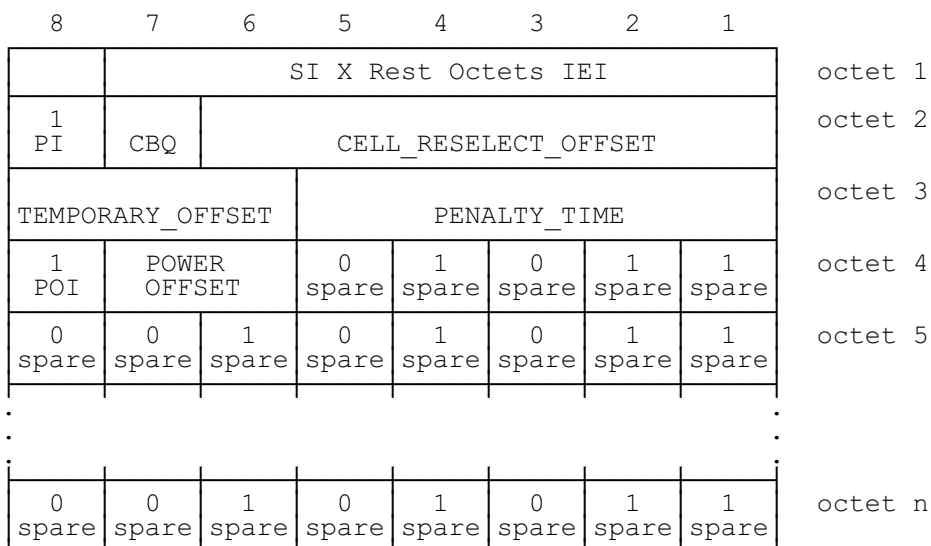 8 7 6 5 4 3 2 1
SI X Rest Octets IEI octet 1
1 octet 2
PI CBQ CELL_RESELECT_OFFSET
octet 3
TEMPORARY_OFFSET PENALTY_TIME
1 POWER 0 1 0 1 1 octet 4
POI OFFSET spare spare spare spare spare
0 0 1 0 1 0 1 1 octet 5
spare spare spare spare spare spare spare spare
0 0 1 0 1 0 1 1 octet n
spare spare spare spare spare spare spare spare